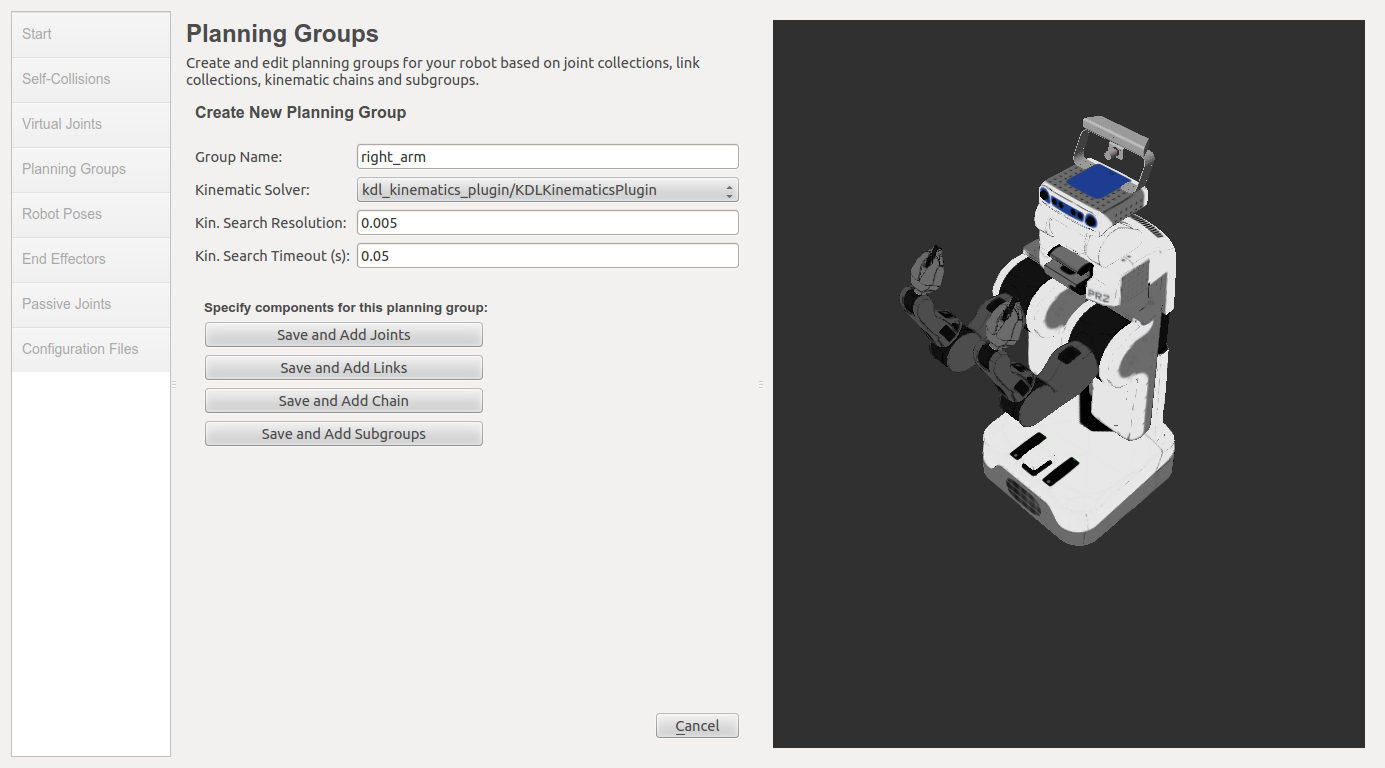 Start
Self-Collisions
Virtual Joints
Planning Groups
Robot Poses
End Effectors
Passive Joints
Configuration Files
Planning Groups
Create and edit planning groups for your robot based on joint collections, link
collections, kinematic chains and subgroups.
Create New Planning Group
Group Name: right_arm
Kinematic Solver: kdl_kinematics_plugin/KDLKinematicsPlugin
Kin. Search Resolution: 0.005
Kin. Search Timeout (s): 0.05
Specify components for this planning group:
Save and Add Joints
Save and Add Links
Save and Add Chain
Save and Add Subgroups
Cancel
PR2